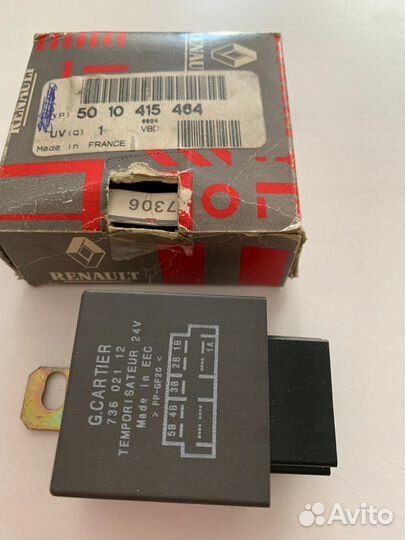 RENAULT
(P) 50 10 415 464
UV(Q) 1
0020
VBD
Made in FRANCE
7306
RENAULT
G.CARTIER
736 021 12
TEMPORISATEUR 24V
Made in EEC
> PP-GF20 <
5B 4B 3B 2B 1B
1A
Avito